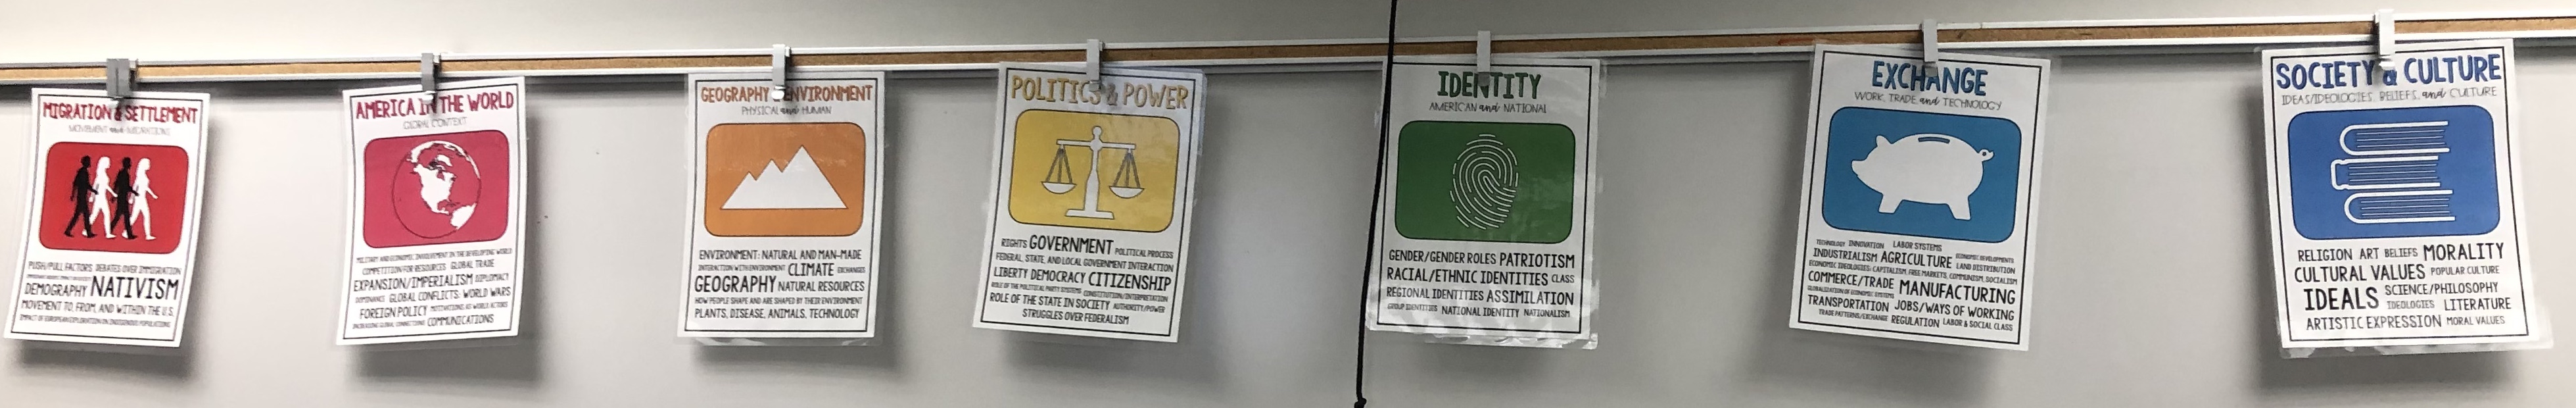 MIGRATION & SETTLEMENT
MOVEMENT and MIGRATIONS
PUSH/PULL FACTORS DEBATES OVER IMMIGRATION
DEMOGRAPHY NATIVISM
MOVEMENT TO, FROM, AND WITHIN THE U.S.
IMPACT OF EUROPEAN EXPLORATION ON INDIGENOUS POPULATIONS
AMERICA IN THE WORLD
GLOBAL CONTEXT
MILITARY AND ECONOMIC INVOLVEMENT IN THE DEVELOPING WORLD
COMPETITION FOR RESOURCES GLOBAL TRADE
EXPANSION/IMPERIALISM DIPLOMACY
DOMINANCE GLOBAL CONFLICTS: WORLD WARS
FOREIGN POLICY MOTIVATIONS AS WORLD ACTORS
INCREASING GLOBAL CONNECTIONS COMMUNICATIONS
GEOGRAPHY & ENVIRONMENT
PHYSICAL and HUMAN
ENVIRONMENT: NATURAL AND MAN-MADE
INTERACTION WITH ENVIRONMENT CLIMATE EXCHANGES
GEOGRAPHY NATURAL RESOURCES
HOW PEOPLE SHAPE AND ARE SHAPED BY THEIR ENVIRONMENT
PLANTS, DISEASE, ANIMALS, TECHNOLOGY
POLITICS & POWER
RIGHTS GOVERNMENT POLITICAL PROCESS
FEDERAL, STATE, AND LOCAL GOVERNMENT INTERACTION
LIBERTY DEMOCRACY CITIZENSHIP
ROLE OF THE POLITICAL PARTY SYSTEMS CONSTITUTION/INTERPRETATION
ROLE OF THE STATE IN SOCIETY AUTHORITY/POWER
STRUGGLES OVER FEDERALISM
IDENTITY
AMERICAN and NATIONAL
GENDER/GENDER ROLES PATRIOTISM
RACIAL/ETHNIC IDENTITIES CLASS
REGIONAL IDENTITIES ASSIMILATION
GROUP IDENTITIES NATIONAL IDENTITY NATIONALISM
EXCHANGE
WORK, TRADE and TECHNOLOGY
TECHNOLOGY INNOVATION LABOR SYSTEMS
INDUSTRIALISM AGRICULTURE ECONOMIC DEVELOPMENTS
LAND DISTRIBUTION
ECONOMIC IDEOLOGIES: CAPITALISM, FREE MARKETS, COMMUNISM, SOCIALISM
COMMERCE/TRADE MANUFACTURING
GLOBALIZATION OF ECONOMIC SYSTEMS
TRANSPORTATION JOBS/WAYS OF WORKING
TRADE PATTERNS/EXCHANGE REGULATION LABOR & SOCIAL CLASS
SOCIETY & CULTURE
IDEAS/IDEOLOGIES, BELIEFS, and CULTURE
RELIGION ART BELIEFS MORALITY
CULTURAL VALUES POPULAR CULTURE
IDEALS SCIENCE/PHILOSOPHY
IDEOLOGIES LITERATURE
ARTISTIC EXPRESSION MORAL VALUES